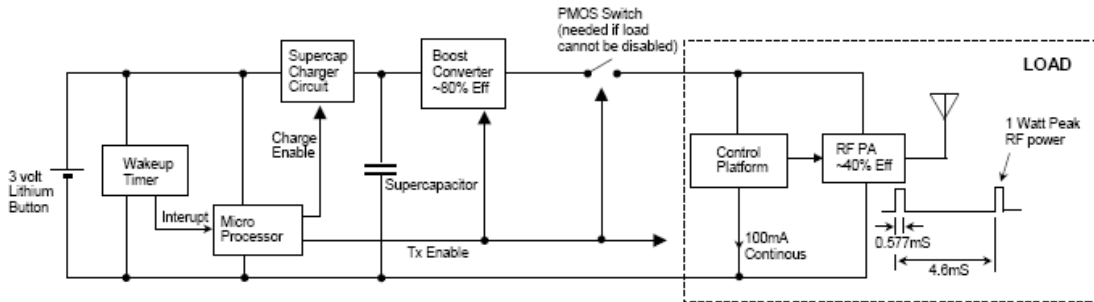 PMOS Switch
(needed if load
cannot be disabled)
LOAD
Supercap
Charger
Circuit
Boost
Converter
~80% Eff
1 Watt Peak
RF power
Charge
Enable
3 volt
Lithium
Button
Wakeup
Timer
Supercapacitor
Control
Platform
RF PA
~40% Eff
Interupt
Micro
Processor
Tx Enable
100mA
Continous
0.577mS
4.6mS